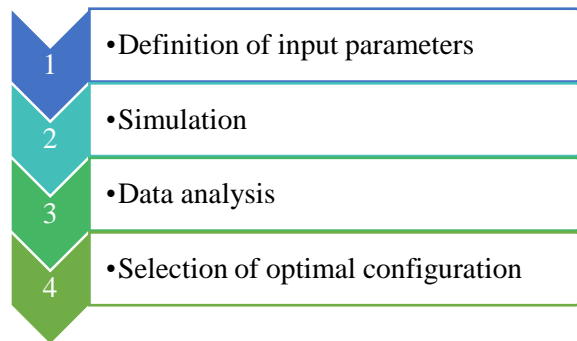 1
•Definition of input parameters
2
•Simulation
3
•Data analysis
4
•Selection of optimal configuration